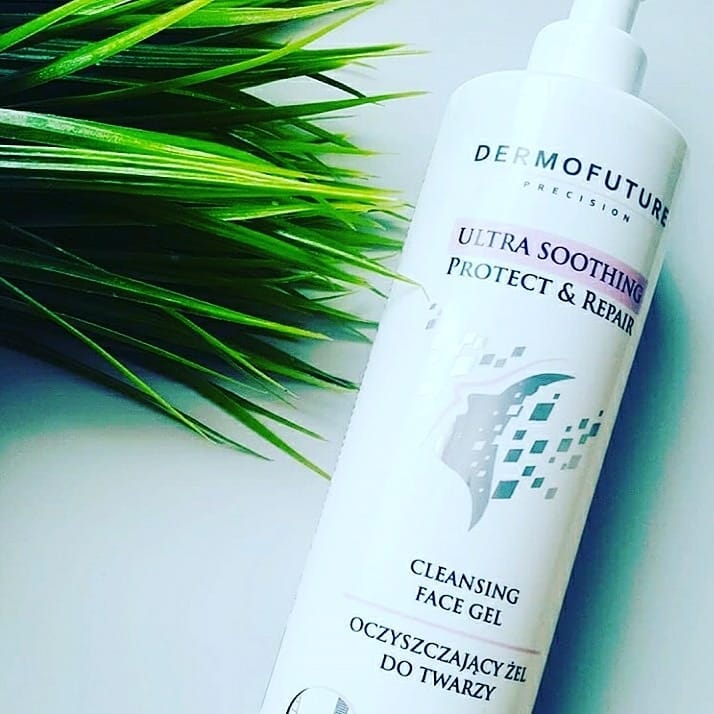 DERMOFUTURE
PRECISION
ULTRA SOOTHING
PROTECT & REPAIR
CLEANSING
FACE GEL
OCZYSZCZAJĄCY ŻEL
DO TWARZY